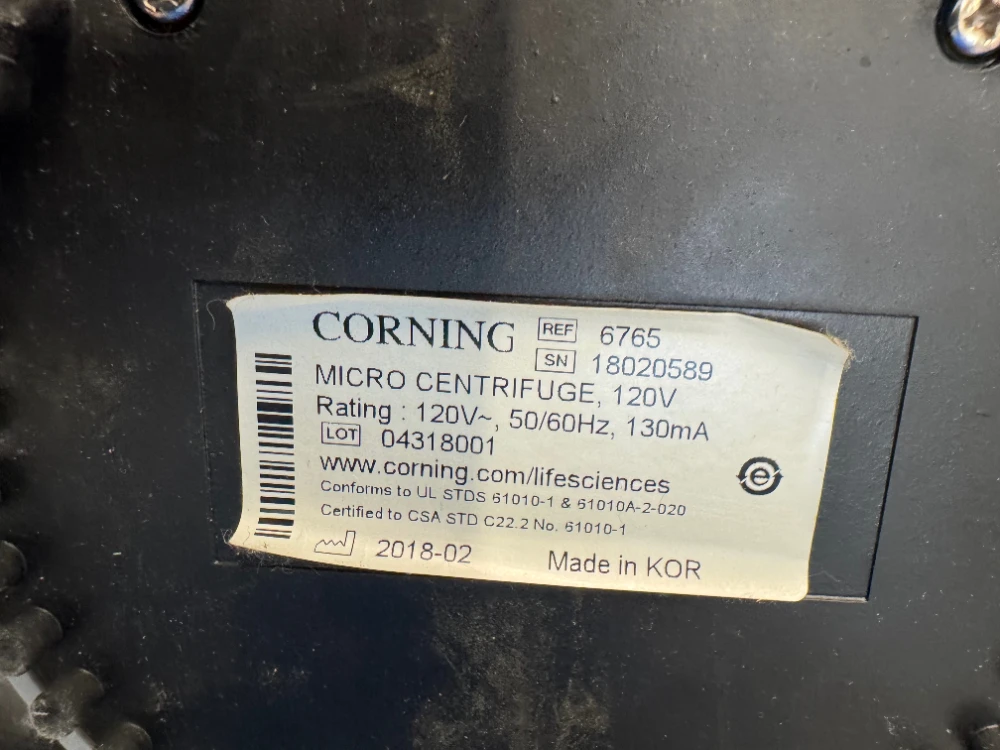 CORNING REF 6765
SN 18020589
MICRO CENTRIFUGE, 120V
Rating : 120V~, 50/60Hz, 130mA
LOT 04318001
www.corning.com/lifesciences
Conforms to UL STDS 61010-1 & 61010A-2-020
Certified to CSA STD C22.2 No. 61010-1
2018-02 Made in KOR
e